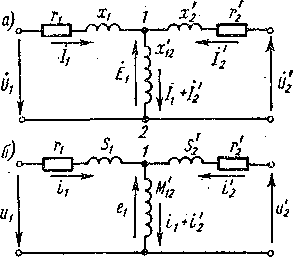 а) r₁ x₁ 1 x₂' r₂'
İ₁ Ė₁ x₁₂' İ₂'
U̇₁ İ₁+İ₂' U̇₂'
2
б) r₁ S₁ 1 S₂' r₂'
i₁ e₁ M₁₂' i₂'
u₁ i₁+i₂' u₂'